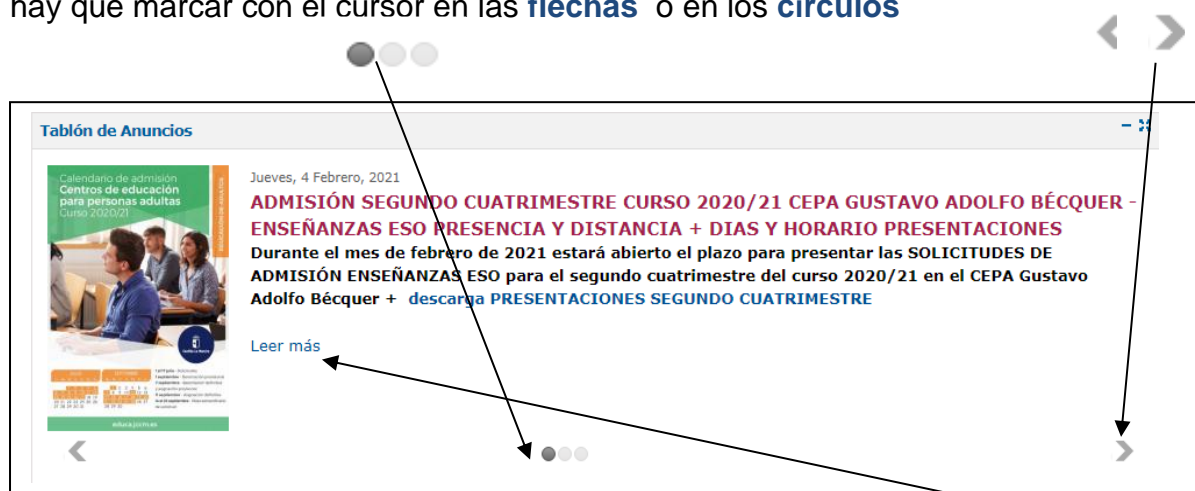 hay que marcar con el cursor en las flechas o en los círculos
Tablón de Anuncios
Calendario de admisión
Centros de educación
para personas adultas
Curso 2020/21
EDUCACIÓN DE ADULTOS
Jueves, 4 Febrero, 2021
ADMISIÓN SEGUNDO CUATRIMESTRE CURSO 2020/21 CEPA GUSTAVO ADOLFO BÉCQUER -
ENSEÑANZAS ESO PRESENCIA Y DISTANCIA + DIAS Y HORARIO PRESENTACIONES
Durante el mes de febrero de 2021 estará abierto el plazo para presentar las SOLICITUDES DE
ADMISIÓN ENSEÑANZAS ESO para el segundo cuatrimestre del curso 2020/21 en el CEPA Gustavo
Adolfo Bécquer + descarga PRESENTACIONES SEGUNDO CUATRIMESTRE
Leer más
educa.jccm.es